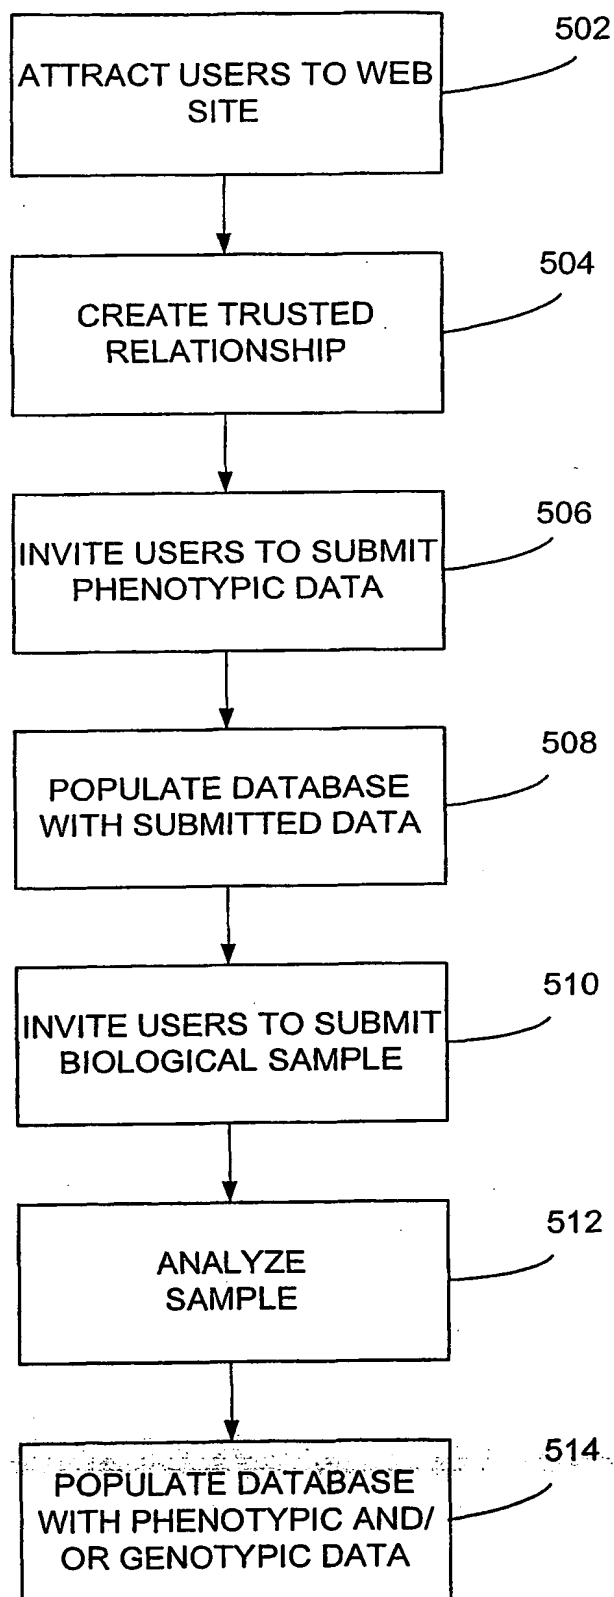 502
ATTRACT USERS TO WEB
SITE
504
CREATE TRUSTED
RELATIONSHIP
506
INVITE USERS TO SUBMIT
PHENOTYPIC DATA
508
POPULATE DATABASE
WITH SUBMITTED DATA
510
INVITE USERS TO SUBMIT
BIOLOGICAL SAMPLE
512
ANALYZE
SAMPLE
514
POPULATE DATABASE
WITH PHENOTYPIC AND/
OR GENOTYPIC DATA